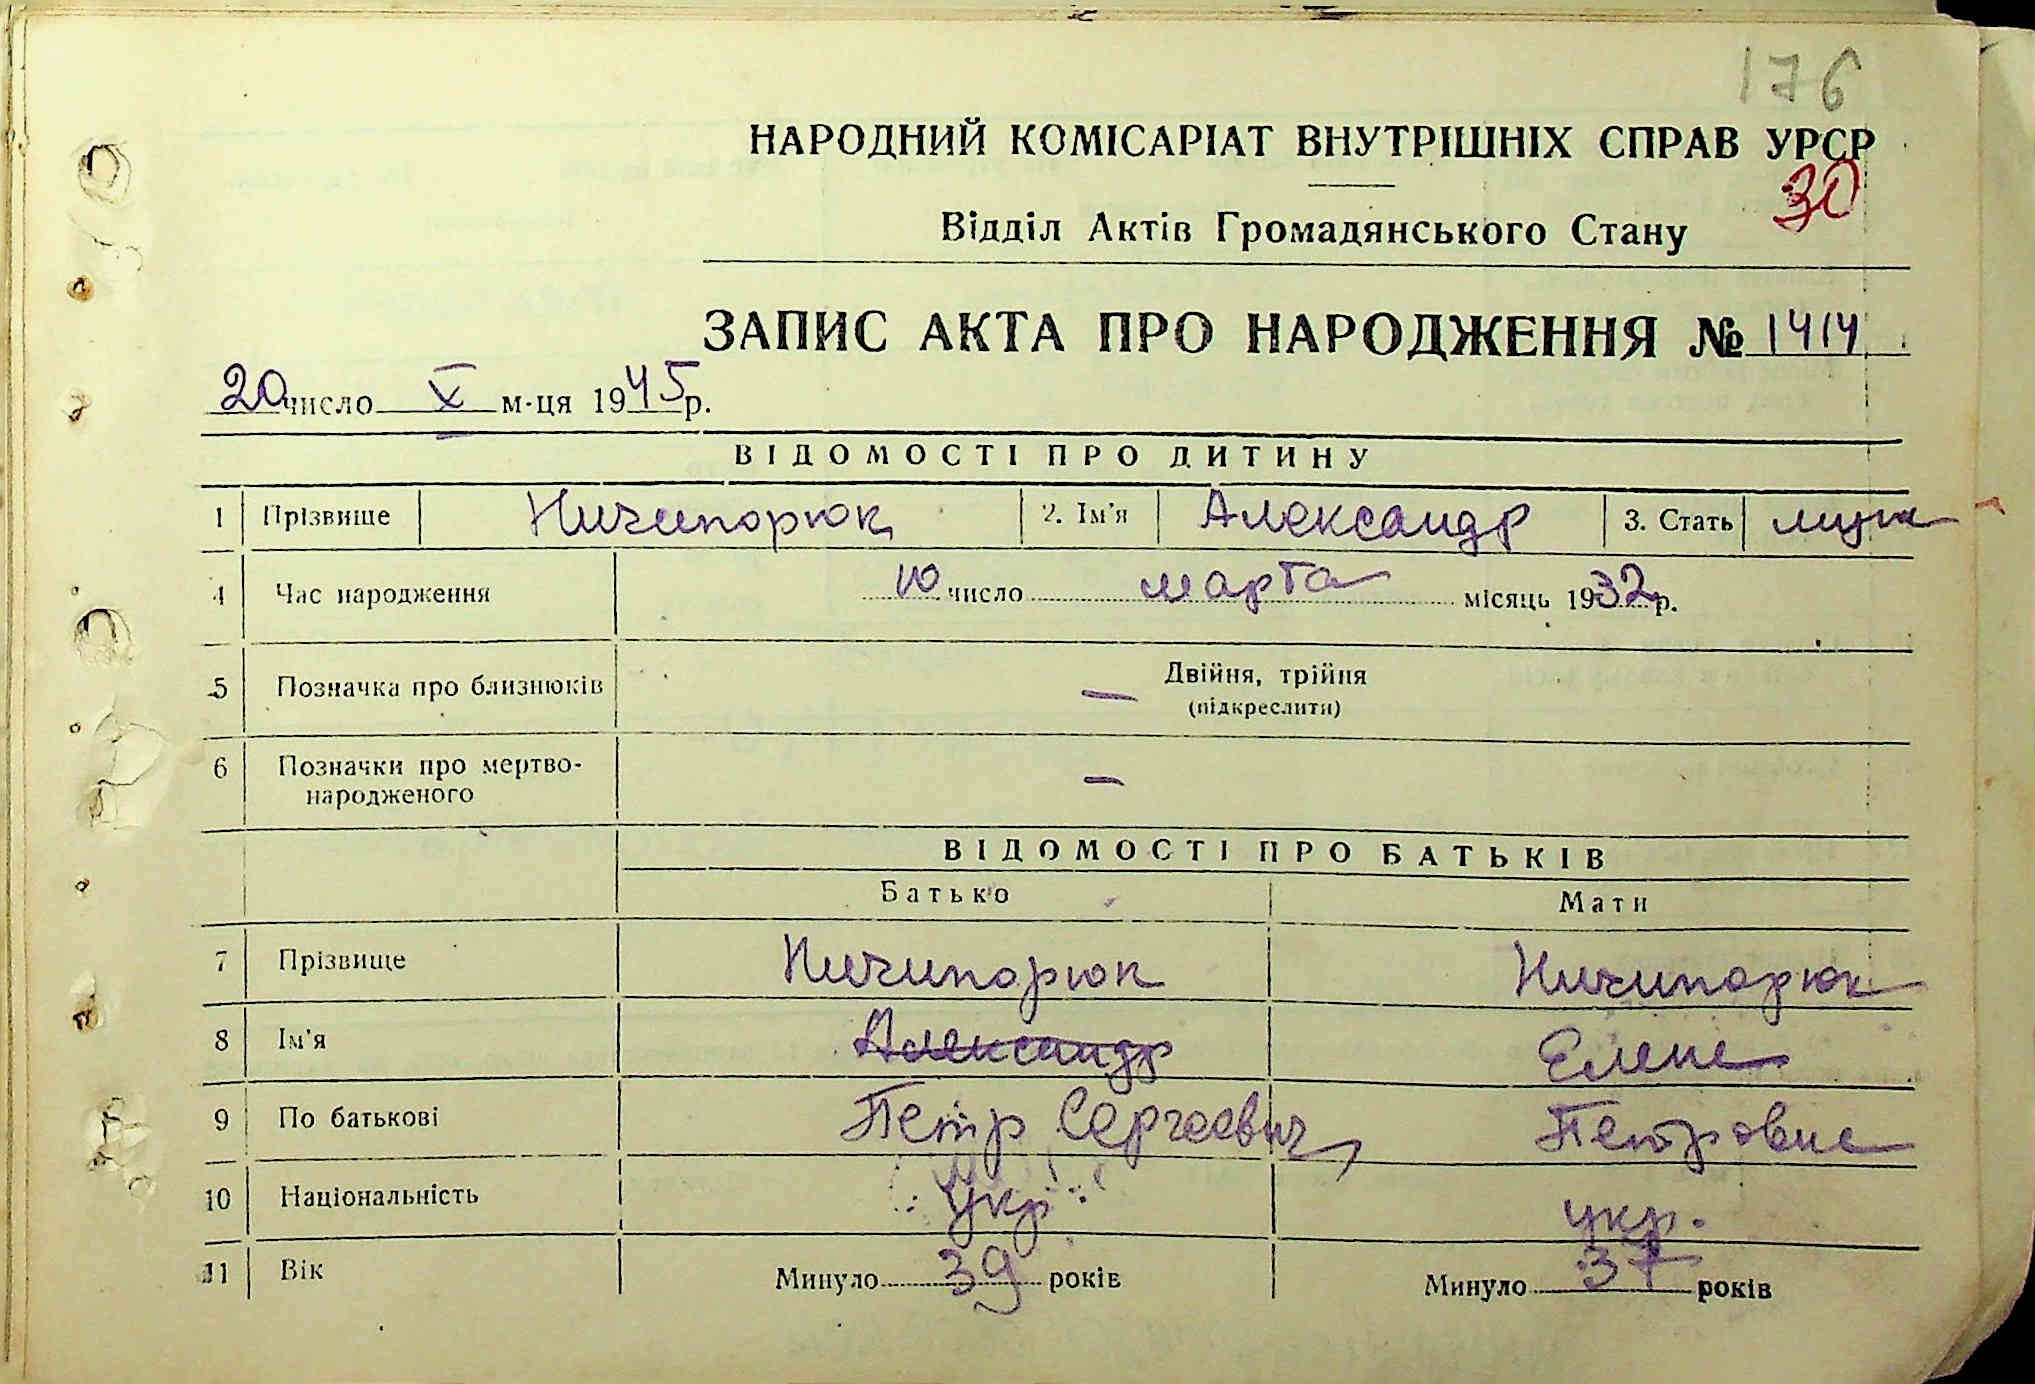 176
НАРОДНИЙ КОМІСАРІАТ ВНУТРІШНІХ СПРАВ УРСР
30
Відділ Актів Громадянського Стану
ЗАПИС АКТА ПРО НАРОДЖЕННЯ № 1414
20 число X м-ця 1945 р.
ВІДОМОСТІ ПРО ДИТИНУ
1 Прізвище Ничипорюк 2. Ім'я Александр 3. Стать муж
4 Час народження 10 число марта місяць 1932 р.
5 Позначка про близнюків — Двійня, трійня
(підкреслити)
6 Позначки про мертво-
народженого —
ВІДОМОСТІ ПРО БАТЬКІВ
Батько Мати
7 Прізвище Ничипорюк Ничипорюк
8 Ім'я Александр Елена
9 По батькові Петр Сергеевич Петровна
10 Національність укр укр.
11 Вік Минуло 39 років Минуло 37 років